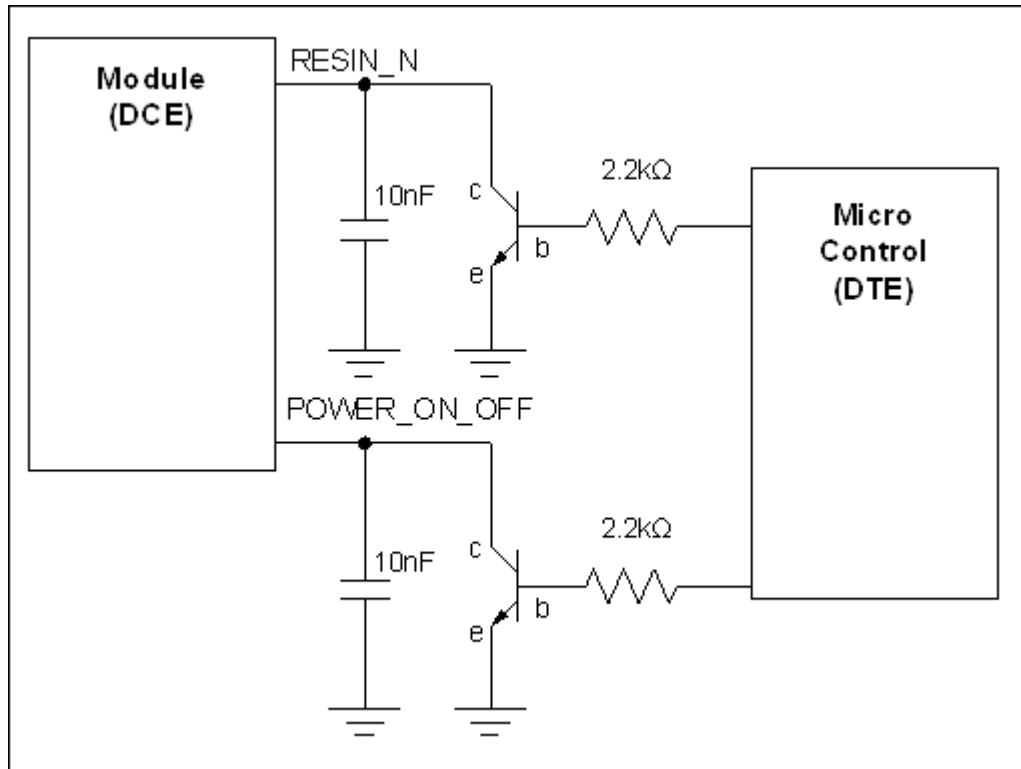 Module
(DCE)
RESIN_N
10nF
c
b
e
2.2kΩ
Micro
Control
(DTE)
POWER_ON_OFF
10nF
c
b
e
2.2kΩ